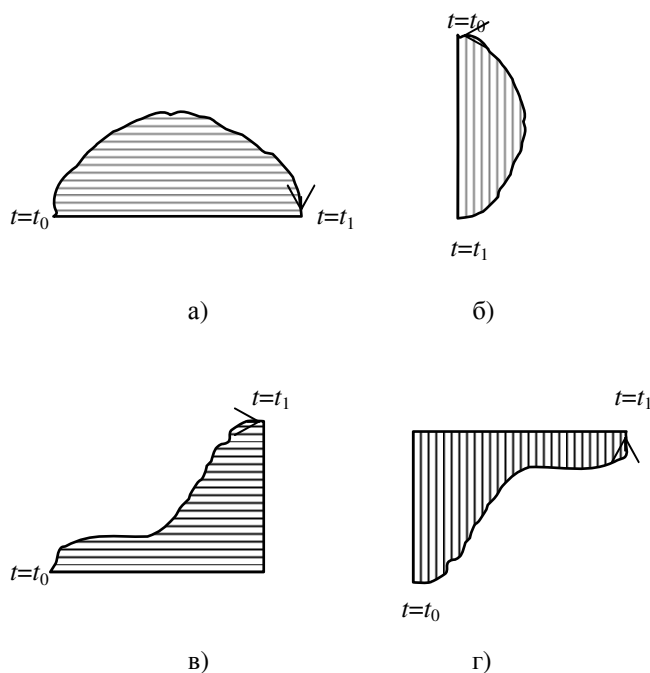 t=t₀
t=t₀ t=t₁
t=t₁
а) б)
t=t₁ t=t₁
t=t₀
t=t₀
в) г)